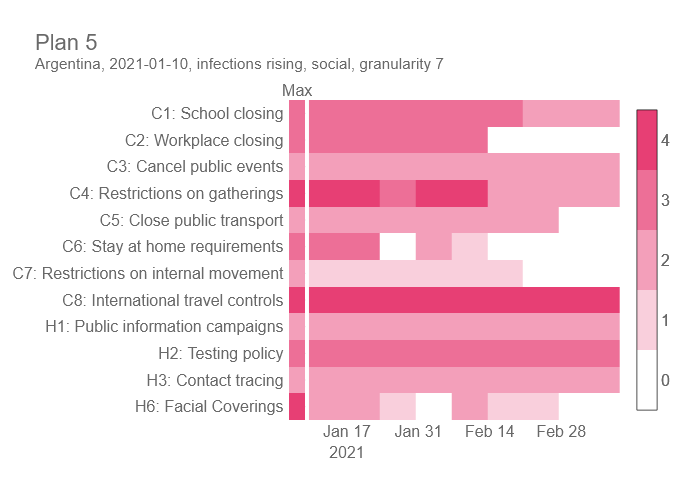 Plan 5
Argentina, 2021-01-10, infections rising, social, granularity 7
Max
C1: School closing
C2: Workplace closing
C3: Cancel public events
C4: Restrictions on gatherings
C5: Close public transport
C6: Stay at home requirements
C7: Restrictions on internal movement
C8: International travel controls
H1: Public information campaigns
H2: Testing policy
H3: Contact tracing
H6: Facial Coverings
Jan 17 Jan 31 Feb 14 Feb 28
2021
4
3
2
1
0